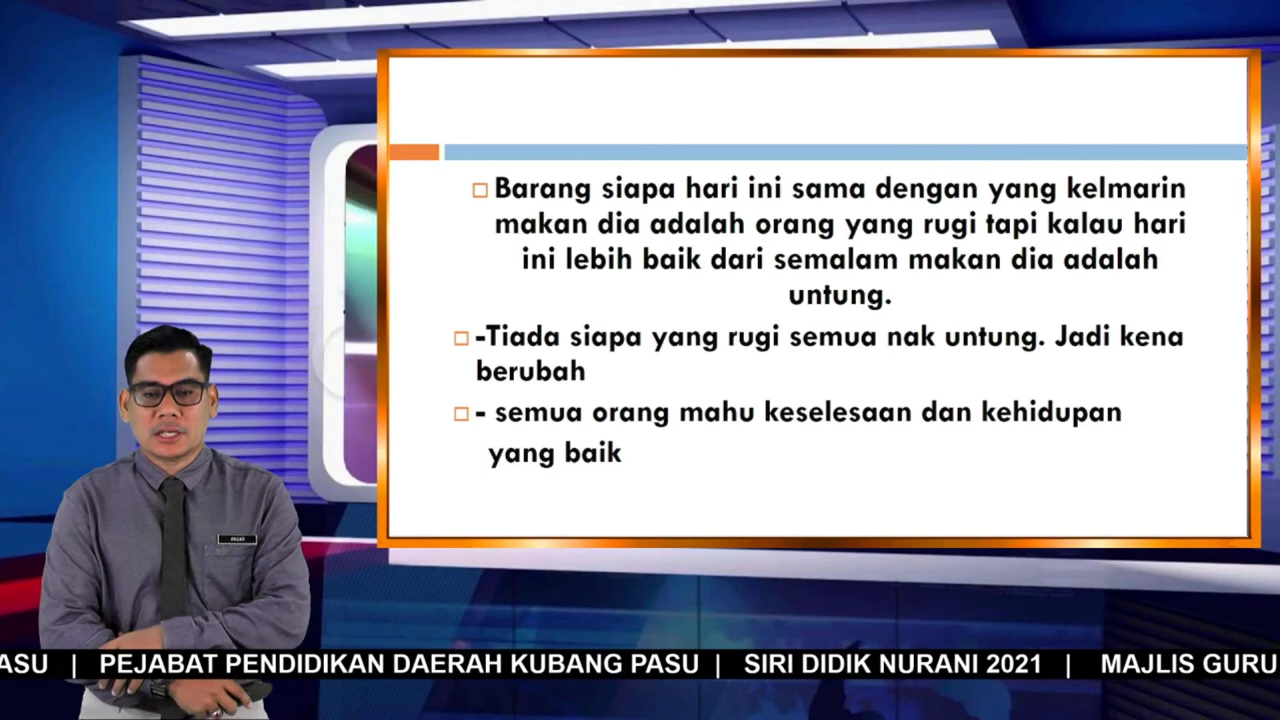 Barang siapa hari ini sama dengan yang kelmarin
makan dia adalah orang yang rugi tapi kalau hari
ini lebih baik dari semalam makan dia adalah
untung.
-Tiada siapa yang rugi semua nak untung. Jadi kena
berubah
- semua orang mahu keselesaan dan kehidupan
yang baik
ASU | PEJABAT PENDIDIKAN DAERAH KUBANG PASU | SIRI DIDIK NURANI 2021 | MAJLIS GURU